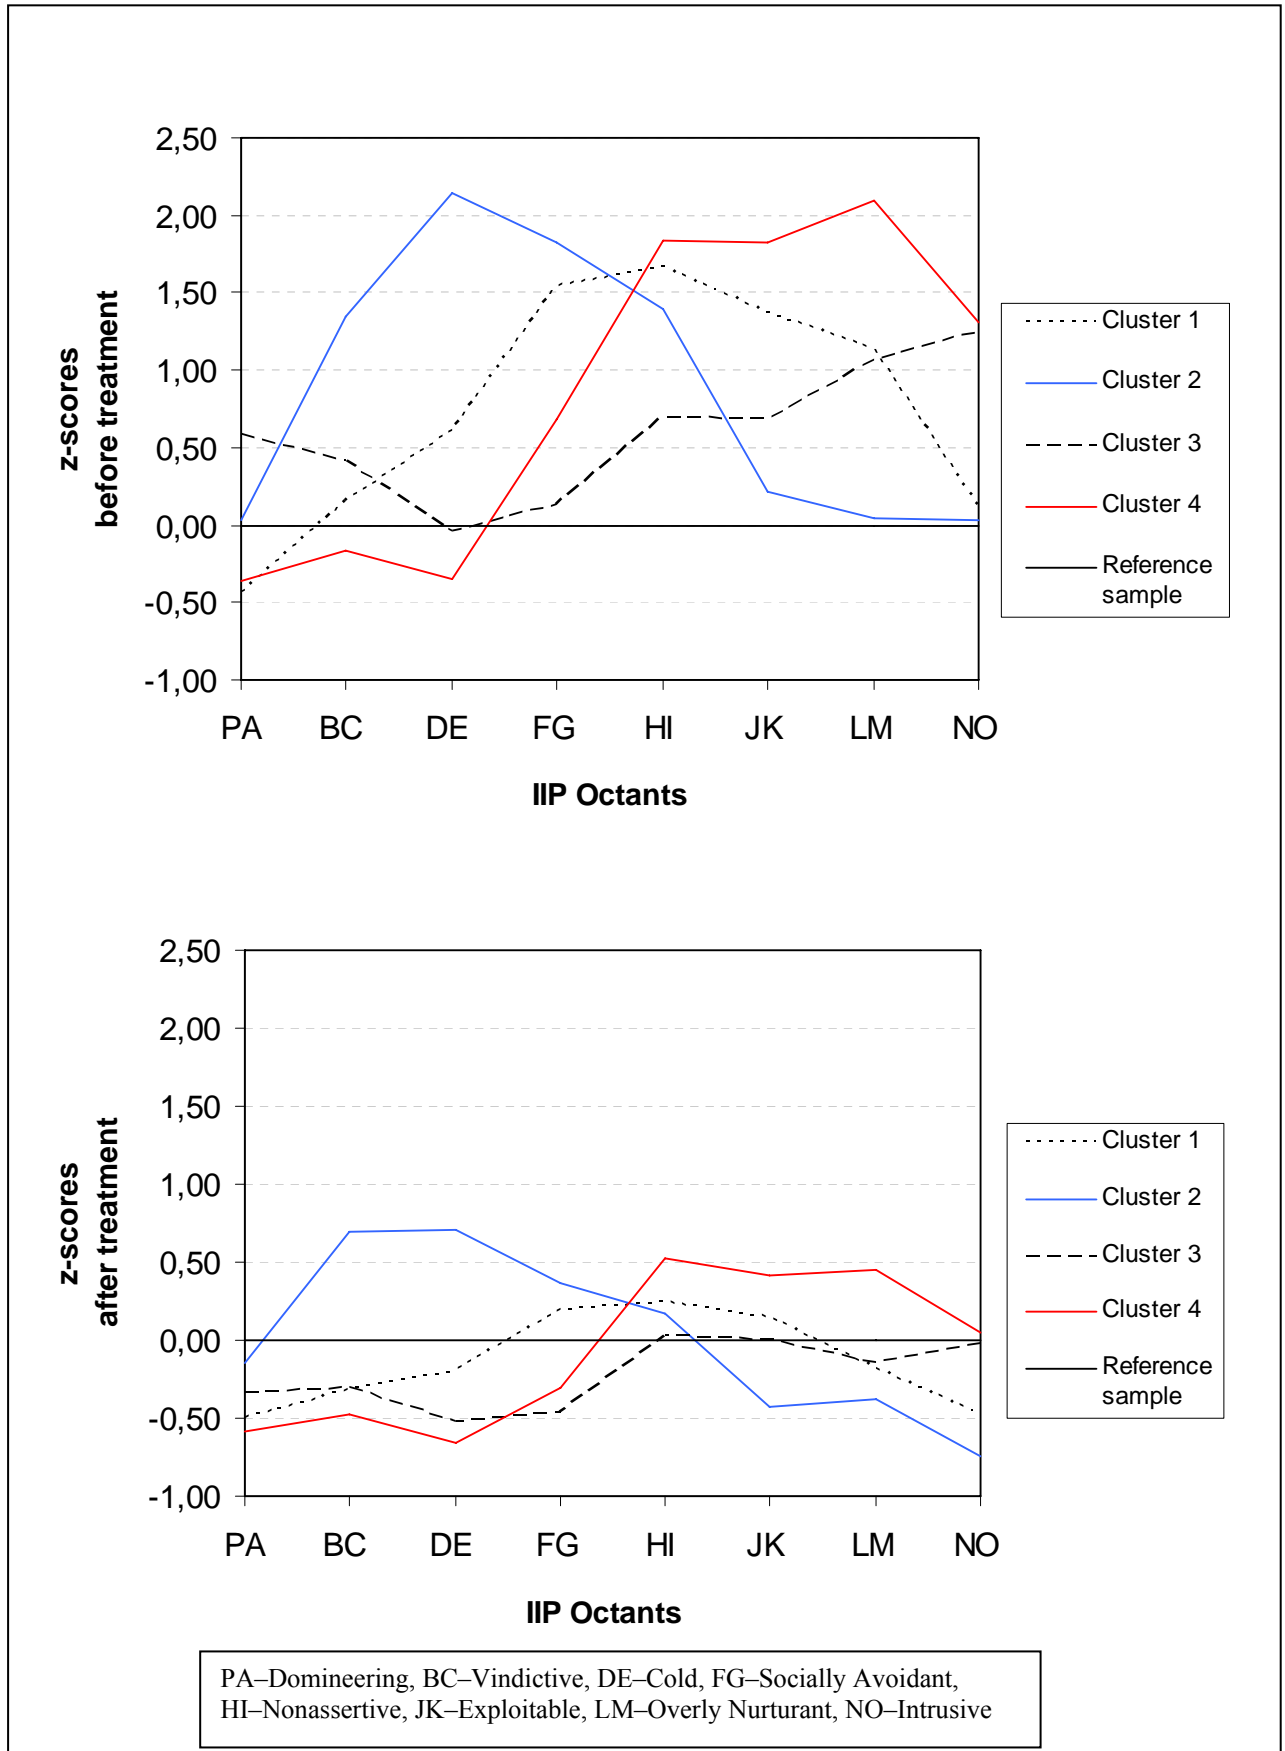 2,50
2,00
1,50
1,00
0,50
0,00
-0,50
-1,00
z-scores
before treatment
PA BC DE FG HI JK LM NO
IIP Octants
Cluster 1
Cluster 2
Cluster 3
Cluster 4
Reference
sample
2,50
2,00
1,50
1,00
0,50
0,00
-0,50
-1,00
z-scores
after treatment
PA BC DE FG HI JK LM NO
IIP Octants
Cluster 1
Cluster 2
Cluster 3
Cluster 4
Reference
sample
PA–Domineering, BC–Vindictive, DE–Cold, FG–Socially Avoidant,
HI–Nonassertive, JK–Exploitable, LM–Overly Nurturant, NO–Intrusive